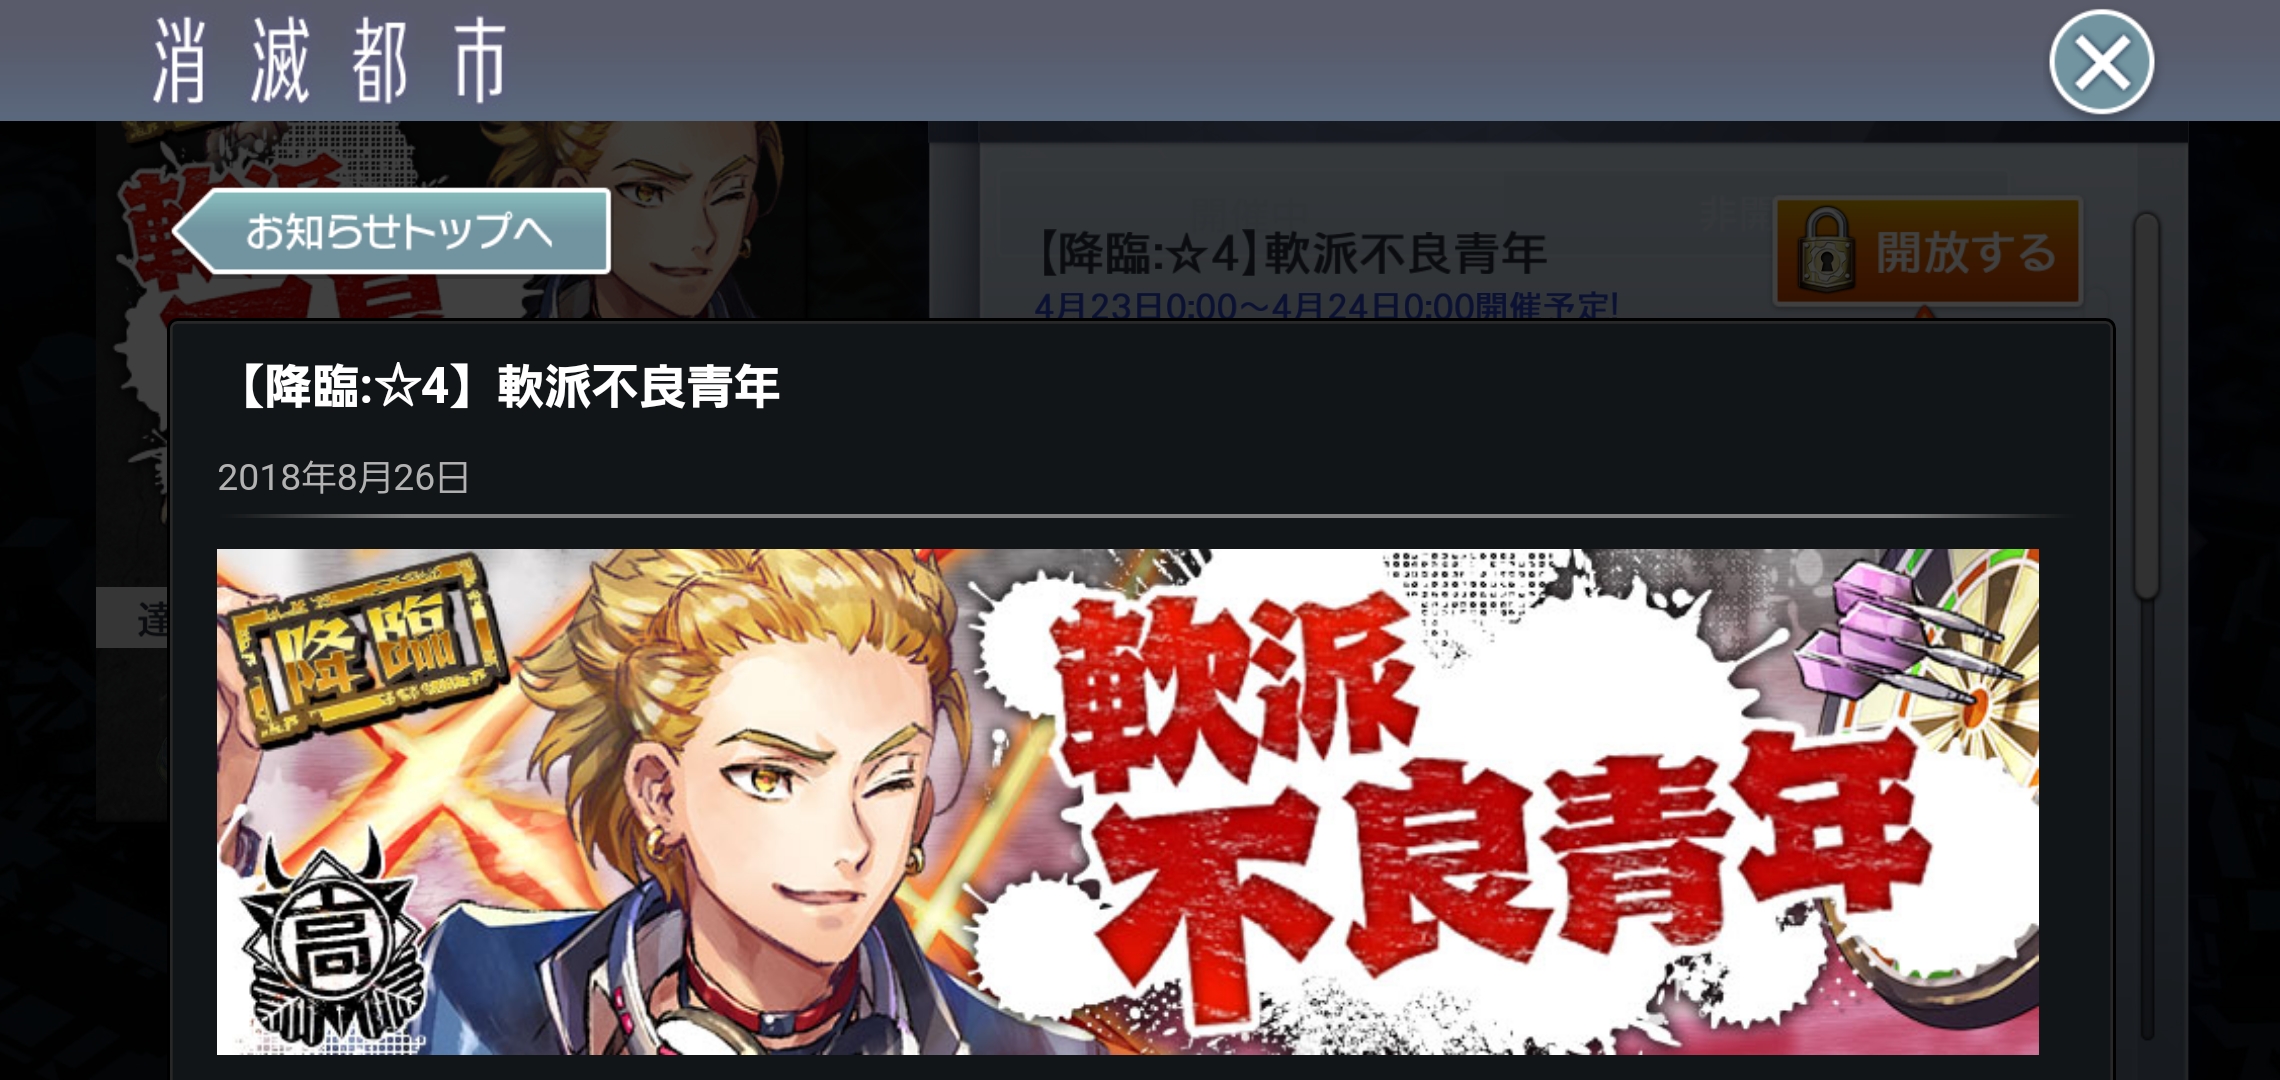 消滅都市
お知らせトップへ
【降臨:☆4】軟派不良青年
4月23日0:00～4月24日0:00開催予定!
開放する
【降臨:☆4】軟派不良青年
2018年8月26日
降臨
軟派
不良青年
高
軟派